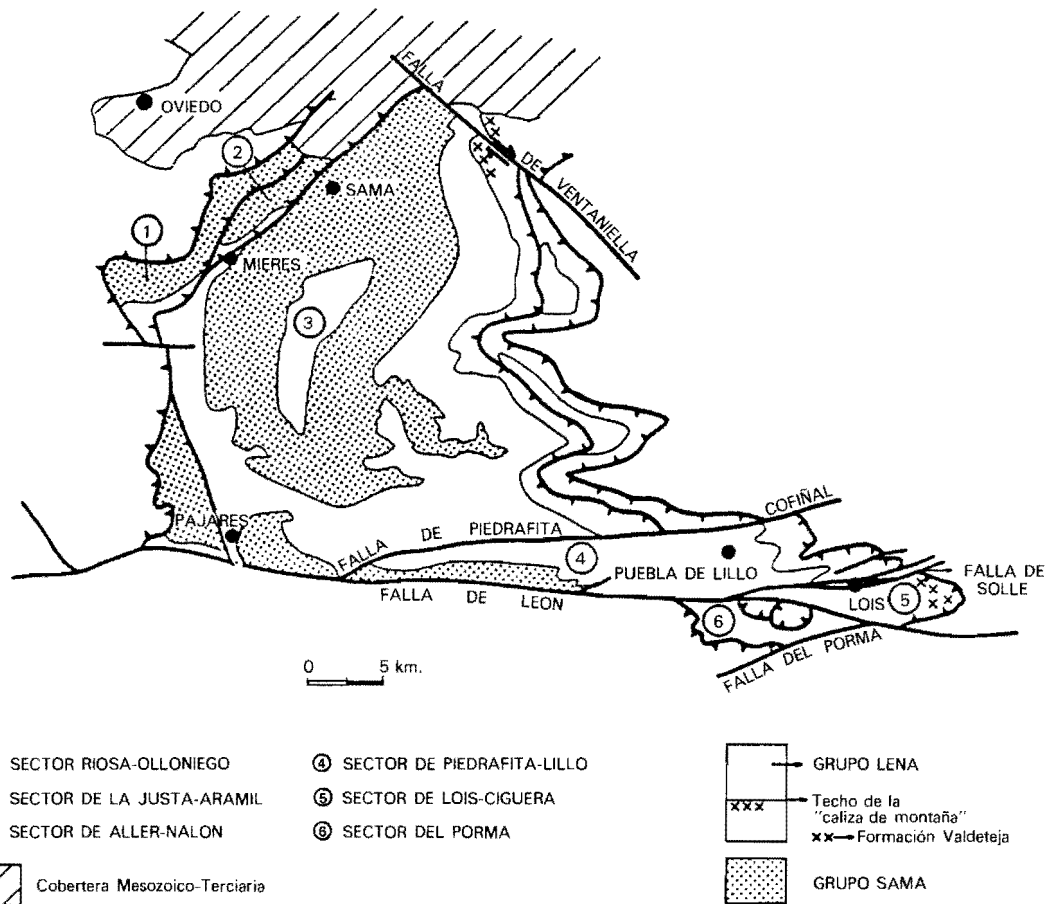 FALLA
DE
VENTANIELLA
OVIEDO
2
SAMA
1
MIERES
3
PAJARES
FALLA
DE PIEDRAFITA
COFIÑAL
4
PUEBLA DE LILLO
FALLA DE LEON
FALLA DE
SOLLE
LOIS
5
6
FALLA DEL PORMA
0 5 km.
SECTOR RIOSA-OLLONIEGO
SECTOR DE LA JUSTA-ARAMIL
SECTOR DE ALLER-NALON
4 SECTOR DE PIEDRAFITA-LILLO
5 SECTOR DE LOIS-CIGUERA
6 SECTOR DEL PORMA
GRUPO LENA
Techo de la
"caliza de montaña"
xx Formación Valdeteja
xxx
GRUPO SAMA
Cobertera Mesozoico-Terciaria